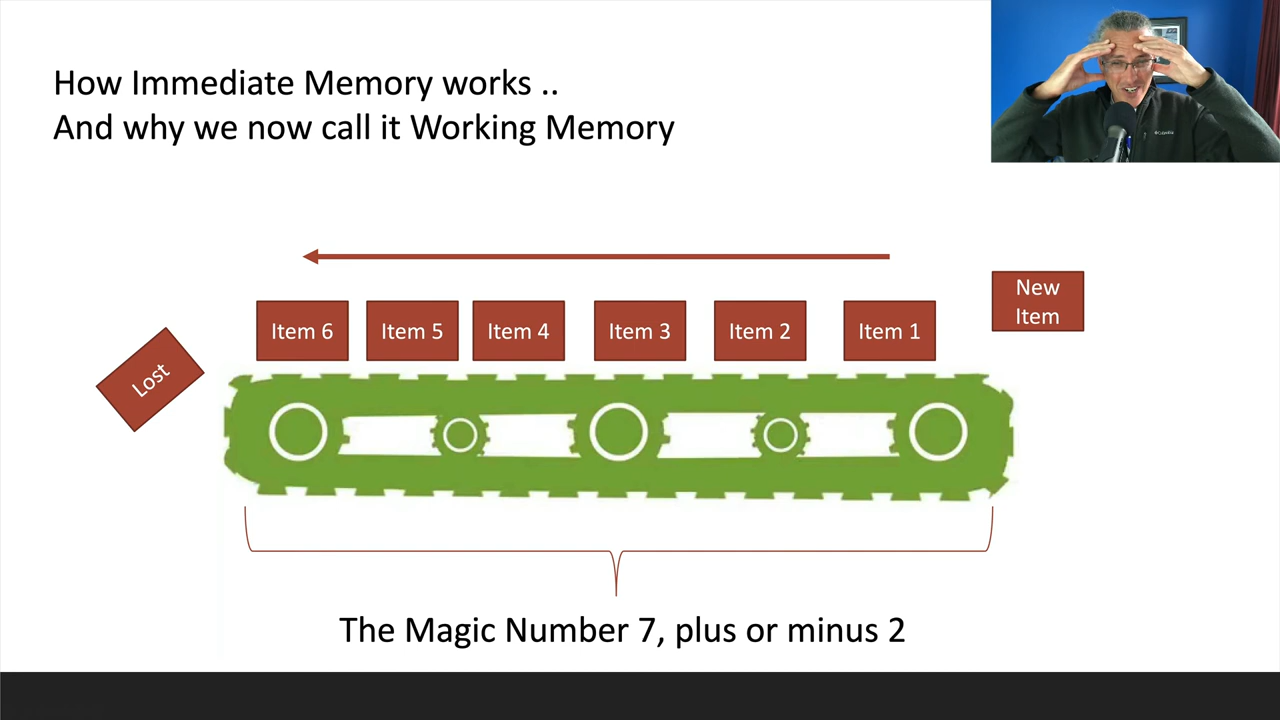 How Immediate Memory works ..
And why we now call it Working Memory
New
Item
Item 6
Item 5
Item 4
Item 3
Item 2
Item 1
Lost
The Magic Number 7, plus or minus 2
Columbia